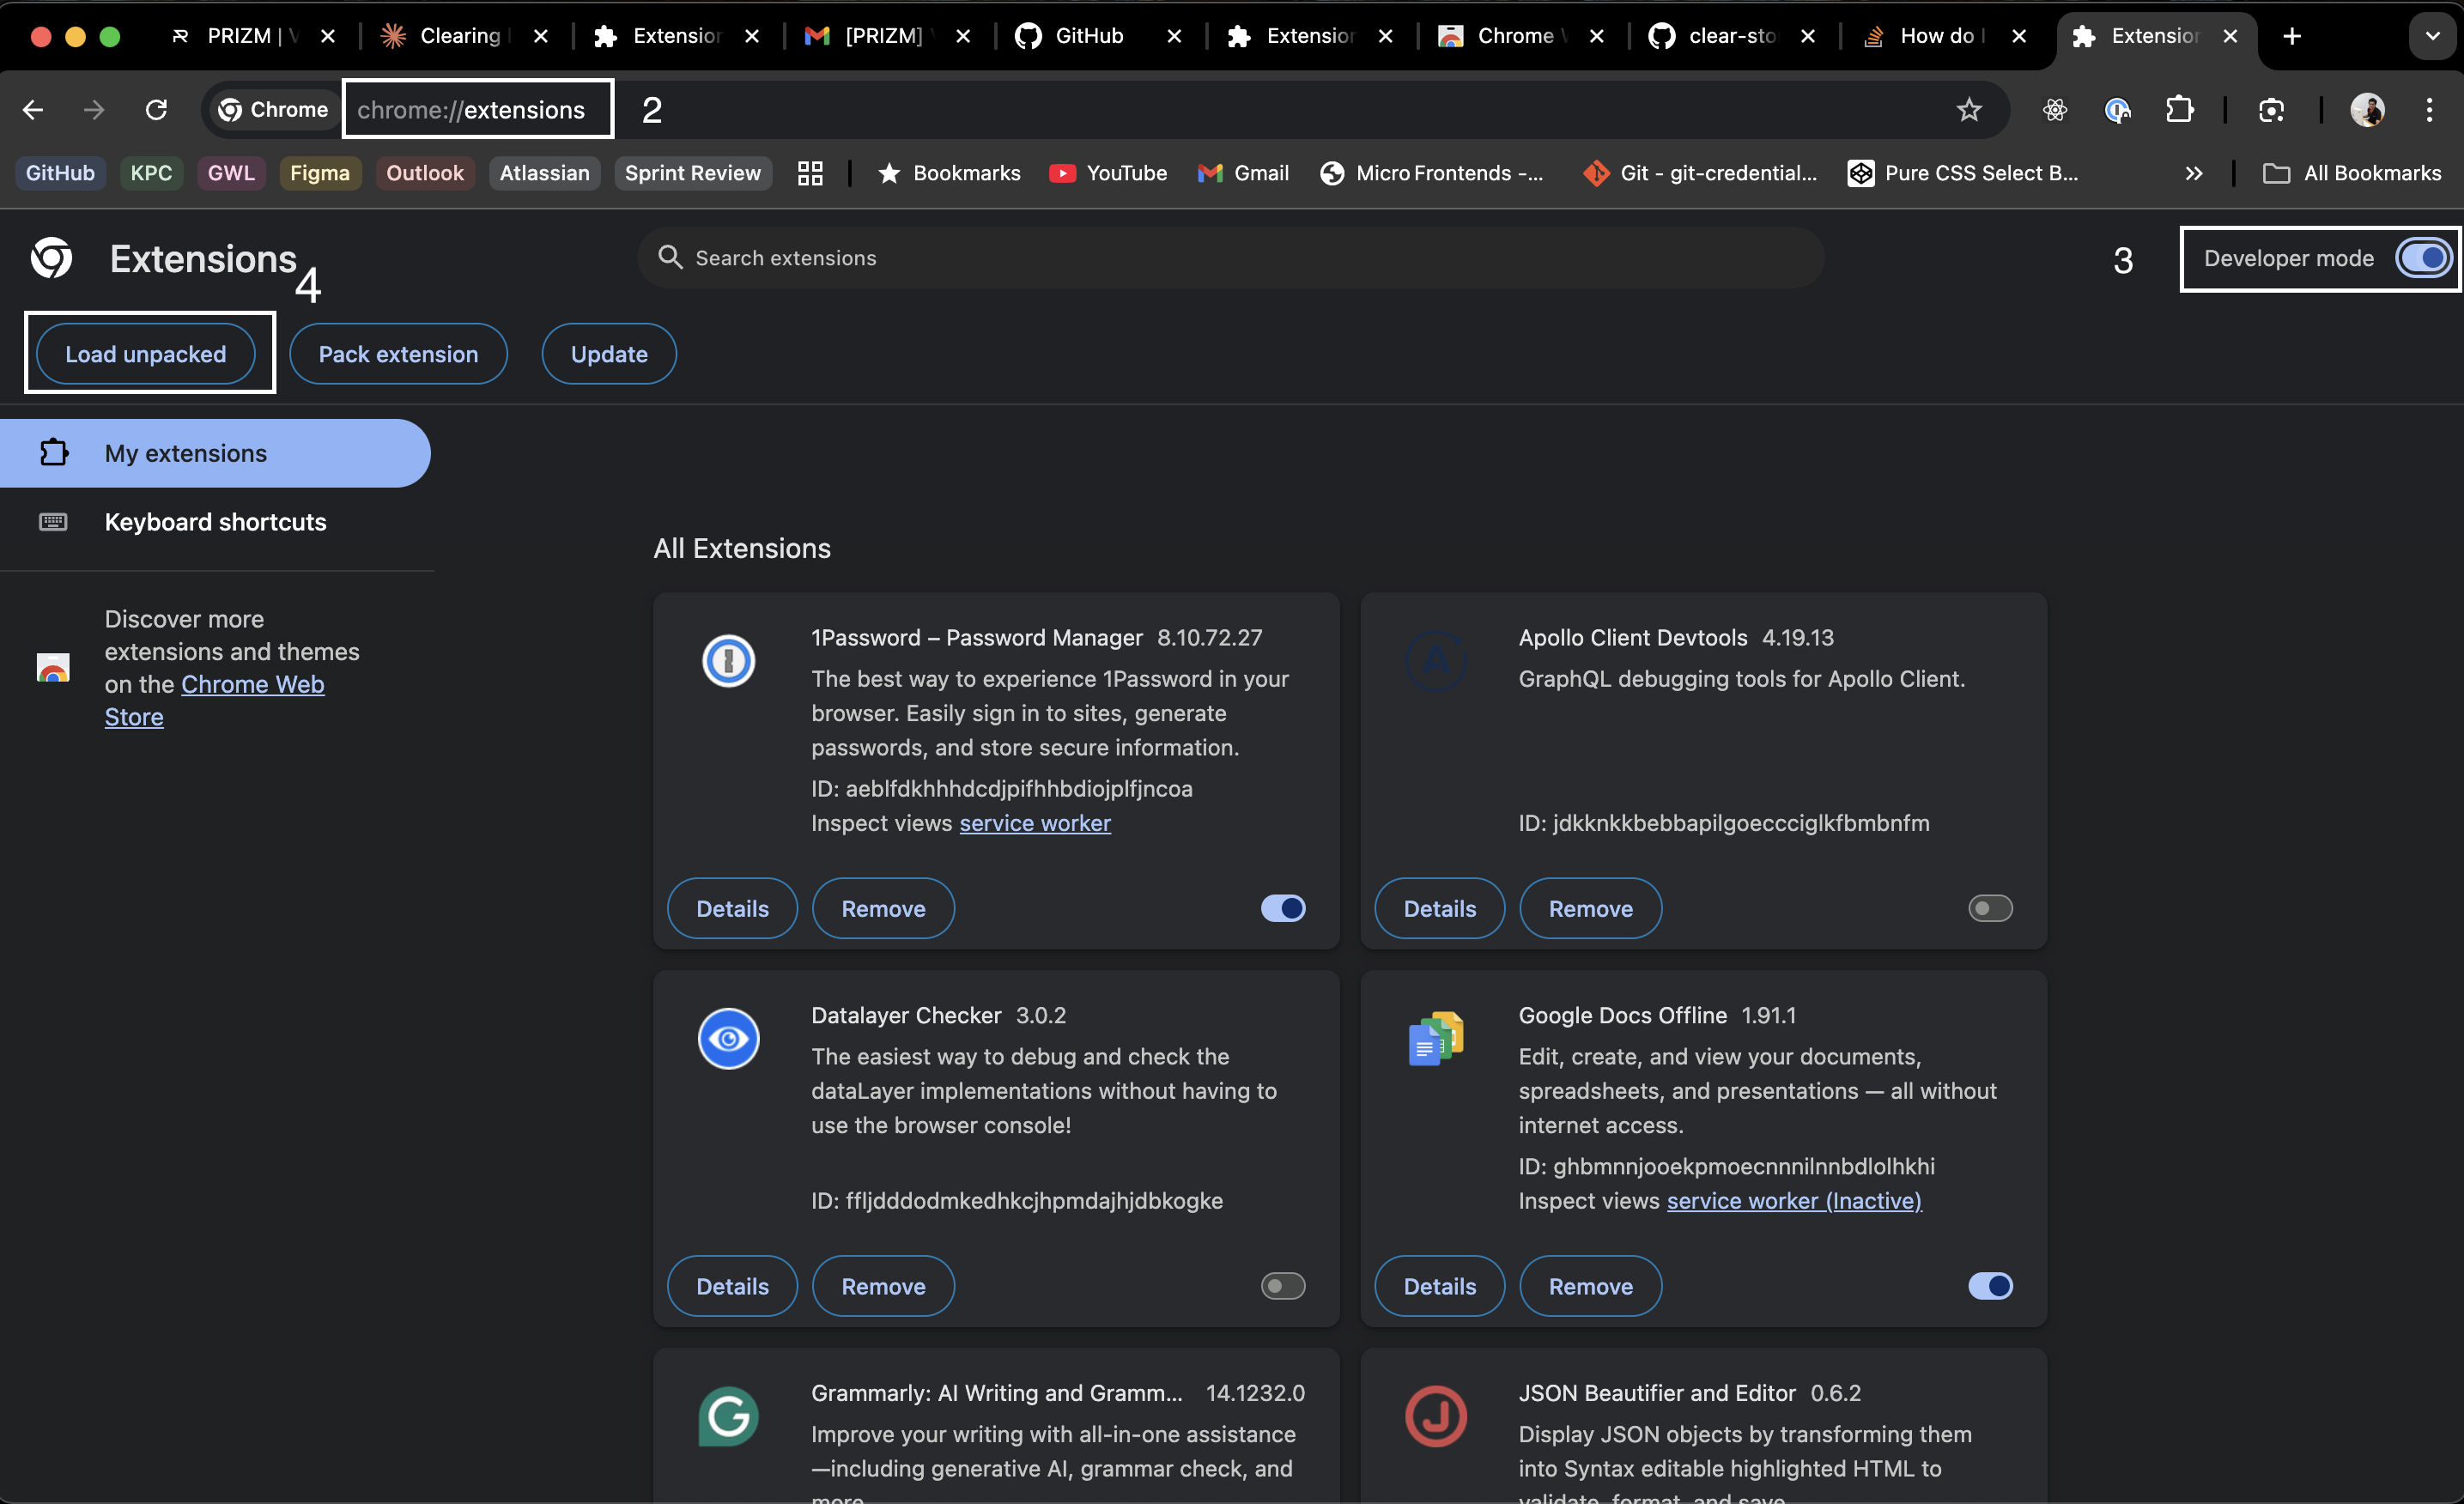 PRIZM | V
Clearing
Extension
[PRIZM]
GitHub
Extension
Chrome W
clear-sto
How do I
Extension
Chrome
chrome://extensions
2
GitHub
KPC
GWL
Figma
Outlook
Atlassian
Sprint Review
Bookmarks
YouTube
Gmail
Micro Frontends -...
Git - git-credential...
Pure CSS Select B...
All Bookmarks
Extensions
4
Search extensions
3
Developer mode
Load unpacked
Pack extension
Update
My extensions
Keyboard shortcuts
Discover more
extensions and themes
on the Chrome Web
Store
All Extensions
1Password – Password Manager 8.10.72.27
The best way to experience 1Password in your
browser. Easily sign in to sites, generate
passwords, and store secure information.
ID: aeblfdkhhhdcdjpifhhbdiojplfjncoa
Inspect views service worker
Details
Remove
Apollo Client Devtools 4.19.13
GraphQL debugging tools for Apollo Client.
ID: jdkknkkbebbapilgoeccciglkfbmbnfm
Details
Remove
Datalayer Checker 3.0.2
The easiest way to debug and check the
dataLayer implementations without having to
use the browser console!
ID: ffljdddodmkedhkcjhpmdajhjdbkogke
Details
Remove
Google Docs Offline 1.91.1
Edit, create, and view your documents,
spreadsheets, and presentations — all without
internet access.
ID: ghbmnnjooekpmoecnnnilnnbdlolhkhi
Inspect views service worker (Inactive)
Details
Remove
Grammarly: AI Writing and Gramm... 14.1232.0
Improve your writing with all-in-one assistance
—including generative AI, grammar check, and
more.
JSON Beautifier and Editor 0.6.2
Display JSON objects by transforming them
into Syntax editable highlighted HTML to
validate, format, and save.